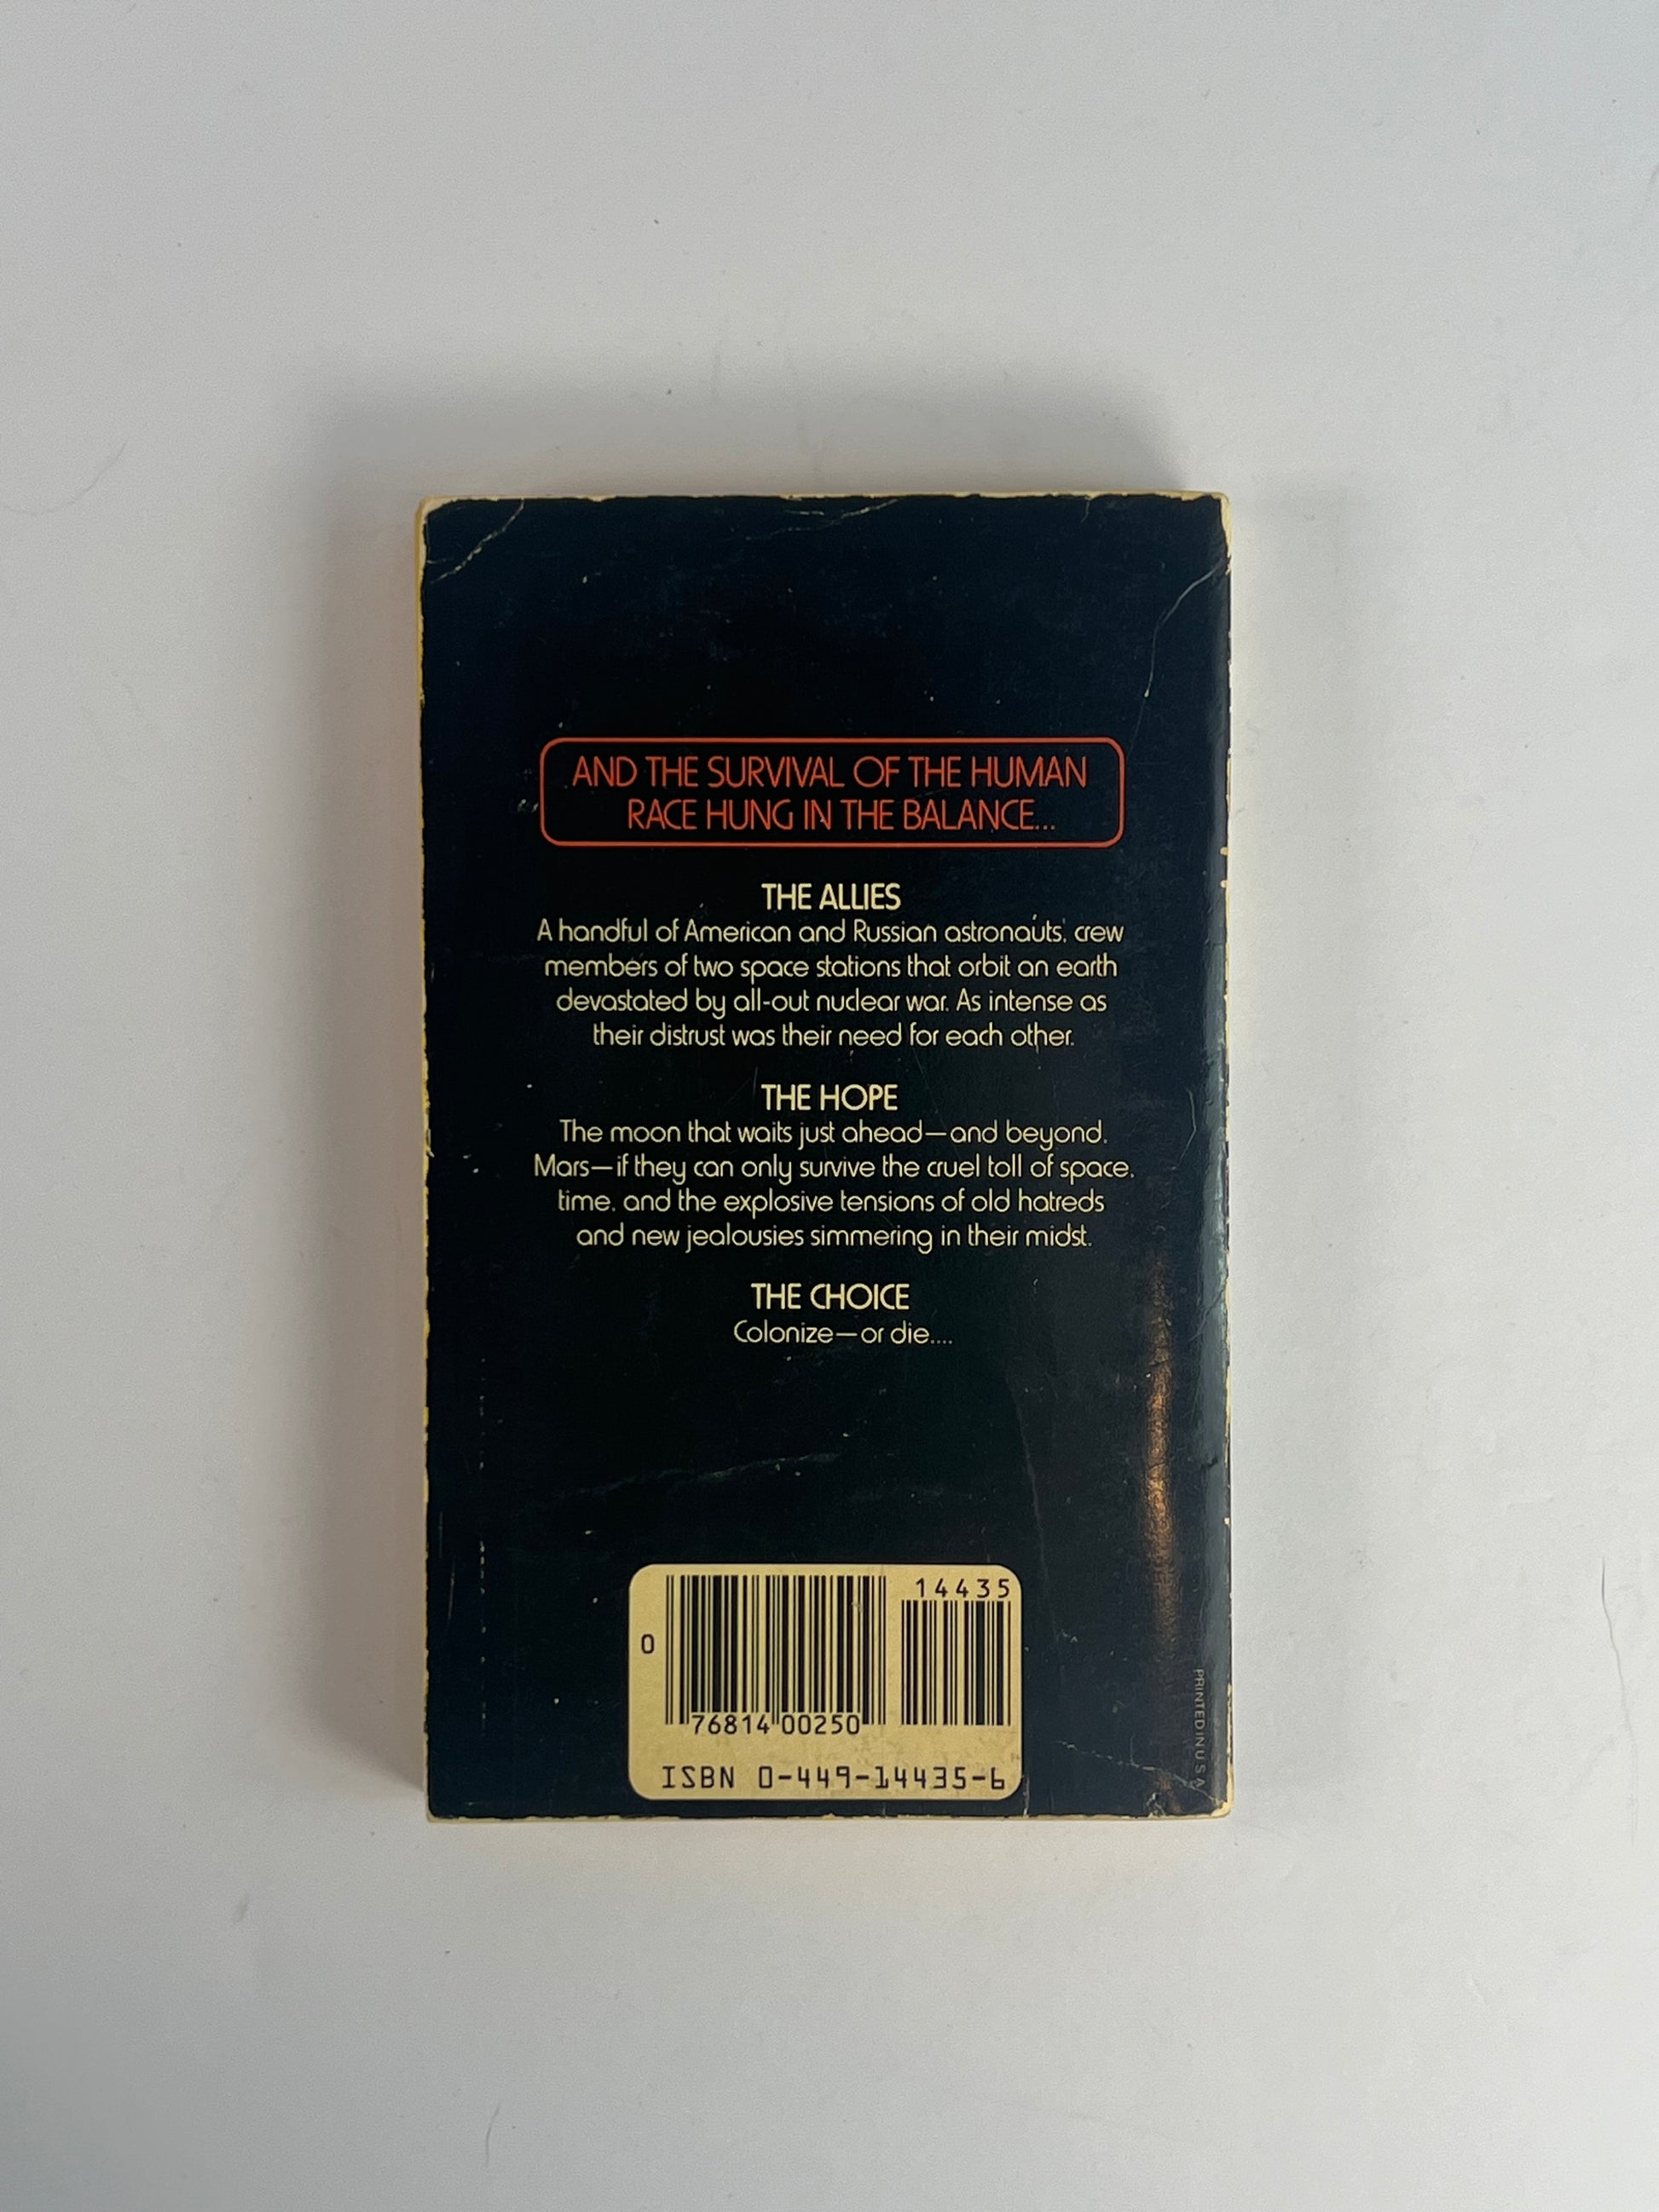 AND THE SURVIVAL OF THE HUMAN
RACE HUNG IN THE BALANCE...
THE ALLIES
A handful of American and Russian astronauts, crew
members of two space stations that orbit an earth
devastated by all-out nuclear war. As intense as
their distrust was their need for each other.
THE HOPE
The moon that waits just ahead—and beyond,
Mars—if they can only survive the cruel toll of space,
time, and the explosive tensions of old hatreds
and new jealousies simmering in their midst.
THE CHOICE
Colonize—or die....
14435
0
76814 00250
ISBN 0-449-14435-6
PRINTED IN U.S.A.